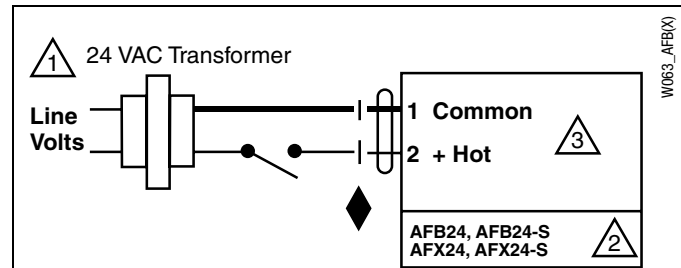 1 24 VAC Transformer
Line
Volts
1 Common
2 + Hot
3
AFB24, AFB24-S
AFX24, AFX24-S
2
W063_AFB(X)